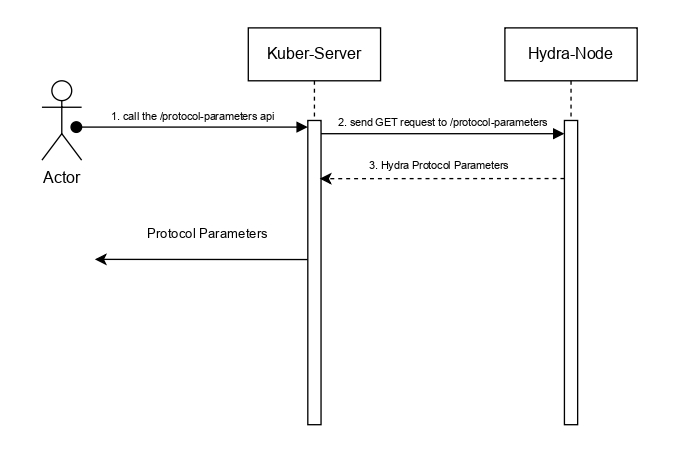 Kuber-Server
Hydra-Node
1. call the /protocol-parameters api
2. send GET request to /protocol-parameters
3. Hydra Protocol Parameters
Actor
Protocol Parameters